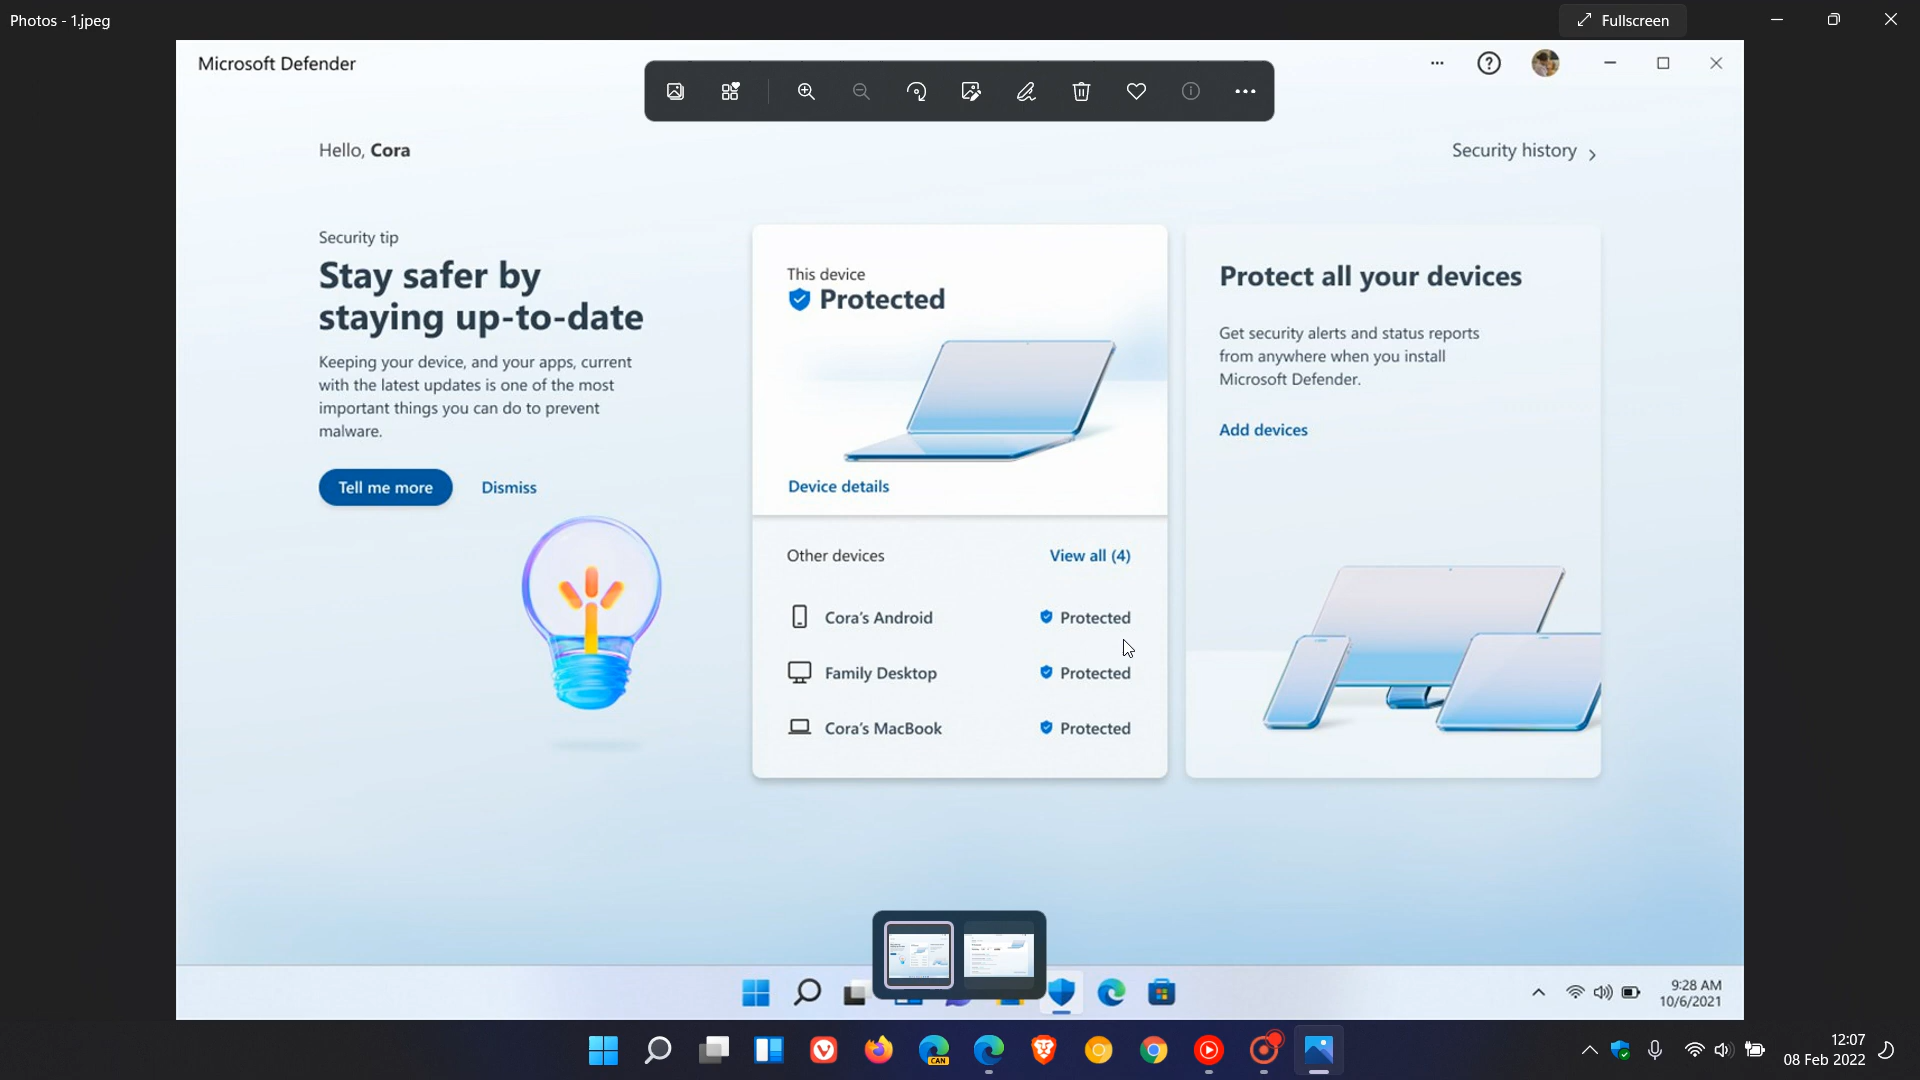 Photos - 1.jpeg
Fullscreen
Microsoft Defender
Hello, Cora
Security history
Security tip
Stay safer by
staying up-to-date
Keeping your device, and your apps, current
with the latest updates is one of the most
important things you can do to prevent
malware.
Tell me more
Dismiss
This device
Protected
Device details
Other devices
View all (4)
Cora's Android
Protected
Family Desktop
Protected
Cora's MacBook
Protected
Protect all your devices
Get security alerts and status reports
from anywhere when you install
Microsoft Defender.
Add devices
9:28 AM
10/6/2021
CAN
12:07
08 Feb 2022